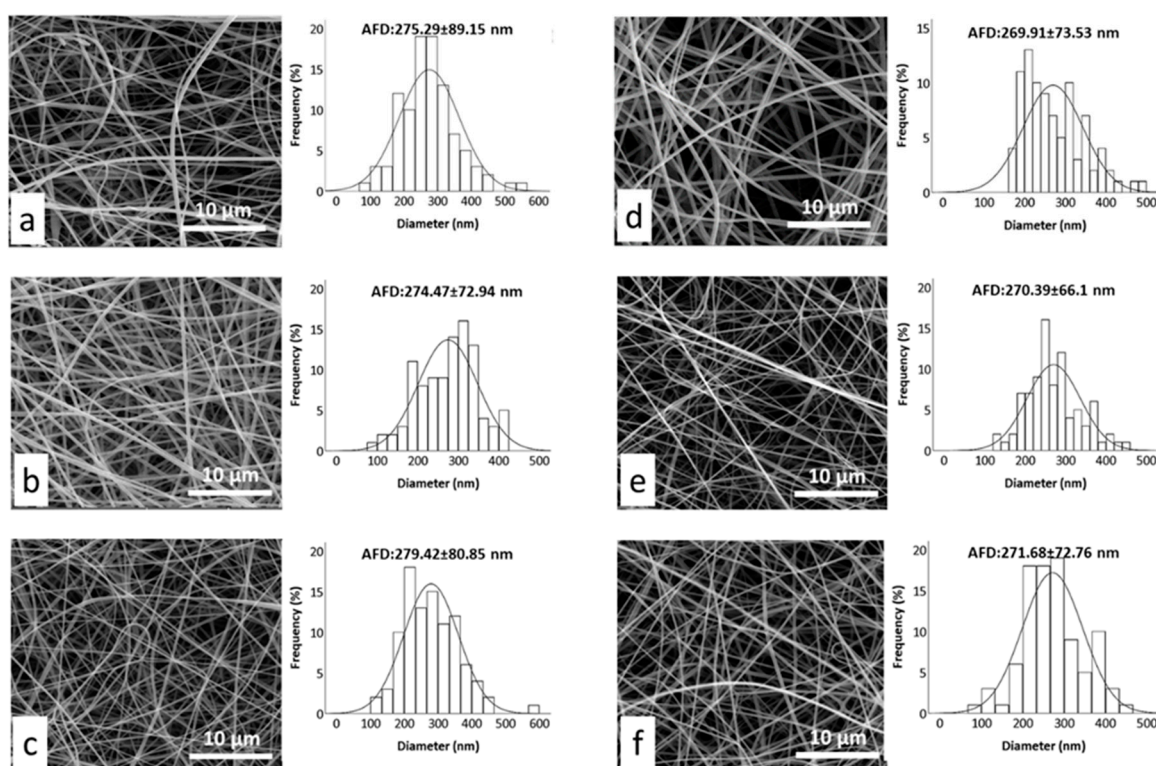 AFD:275.29±89.15 nm
Frequency (%)
20
15
10
5
0
0 100 200 300 400 500 600
Diameter (nm)
10 μm
a
AFD:274.47±72.94 nm
Frequency (%)
20
15
10
5
0
0 100 200 300 400 500
Diameter (nm)
10 μm
b
AFD:279.42±80.85 nm
Frequency (%)
20
15
10
5
0
0 100 200 300 400 500 600
Diameter (nm)
10 μm
c
AFD:269.91±73.53 nm
Frequency (%)
15
10
5
0
0 100 200 300 400 500
Diameter (nm)
10 μm
d
AFD:270.39±66.1 nm
Frequency (%)
20
15
10
5
0
0 100 200 300 400 500
Diameter (nm)
10 μm
e
AFD:271.68±72.76 nm
Frequency (%)
20
15
10
5
0
0 100 200 300 400 500
Diameter (nm)
10 μm
f